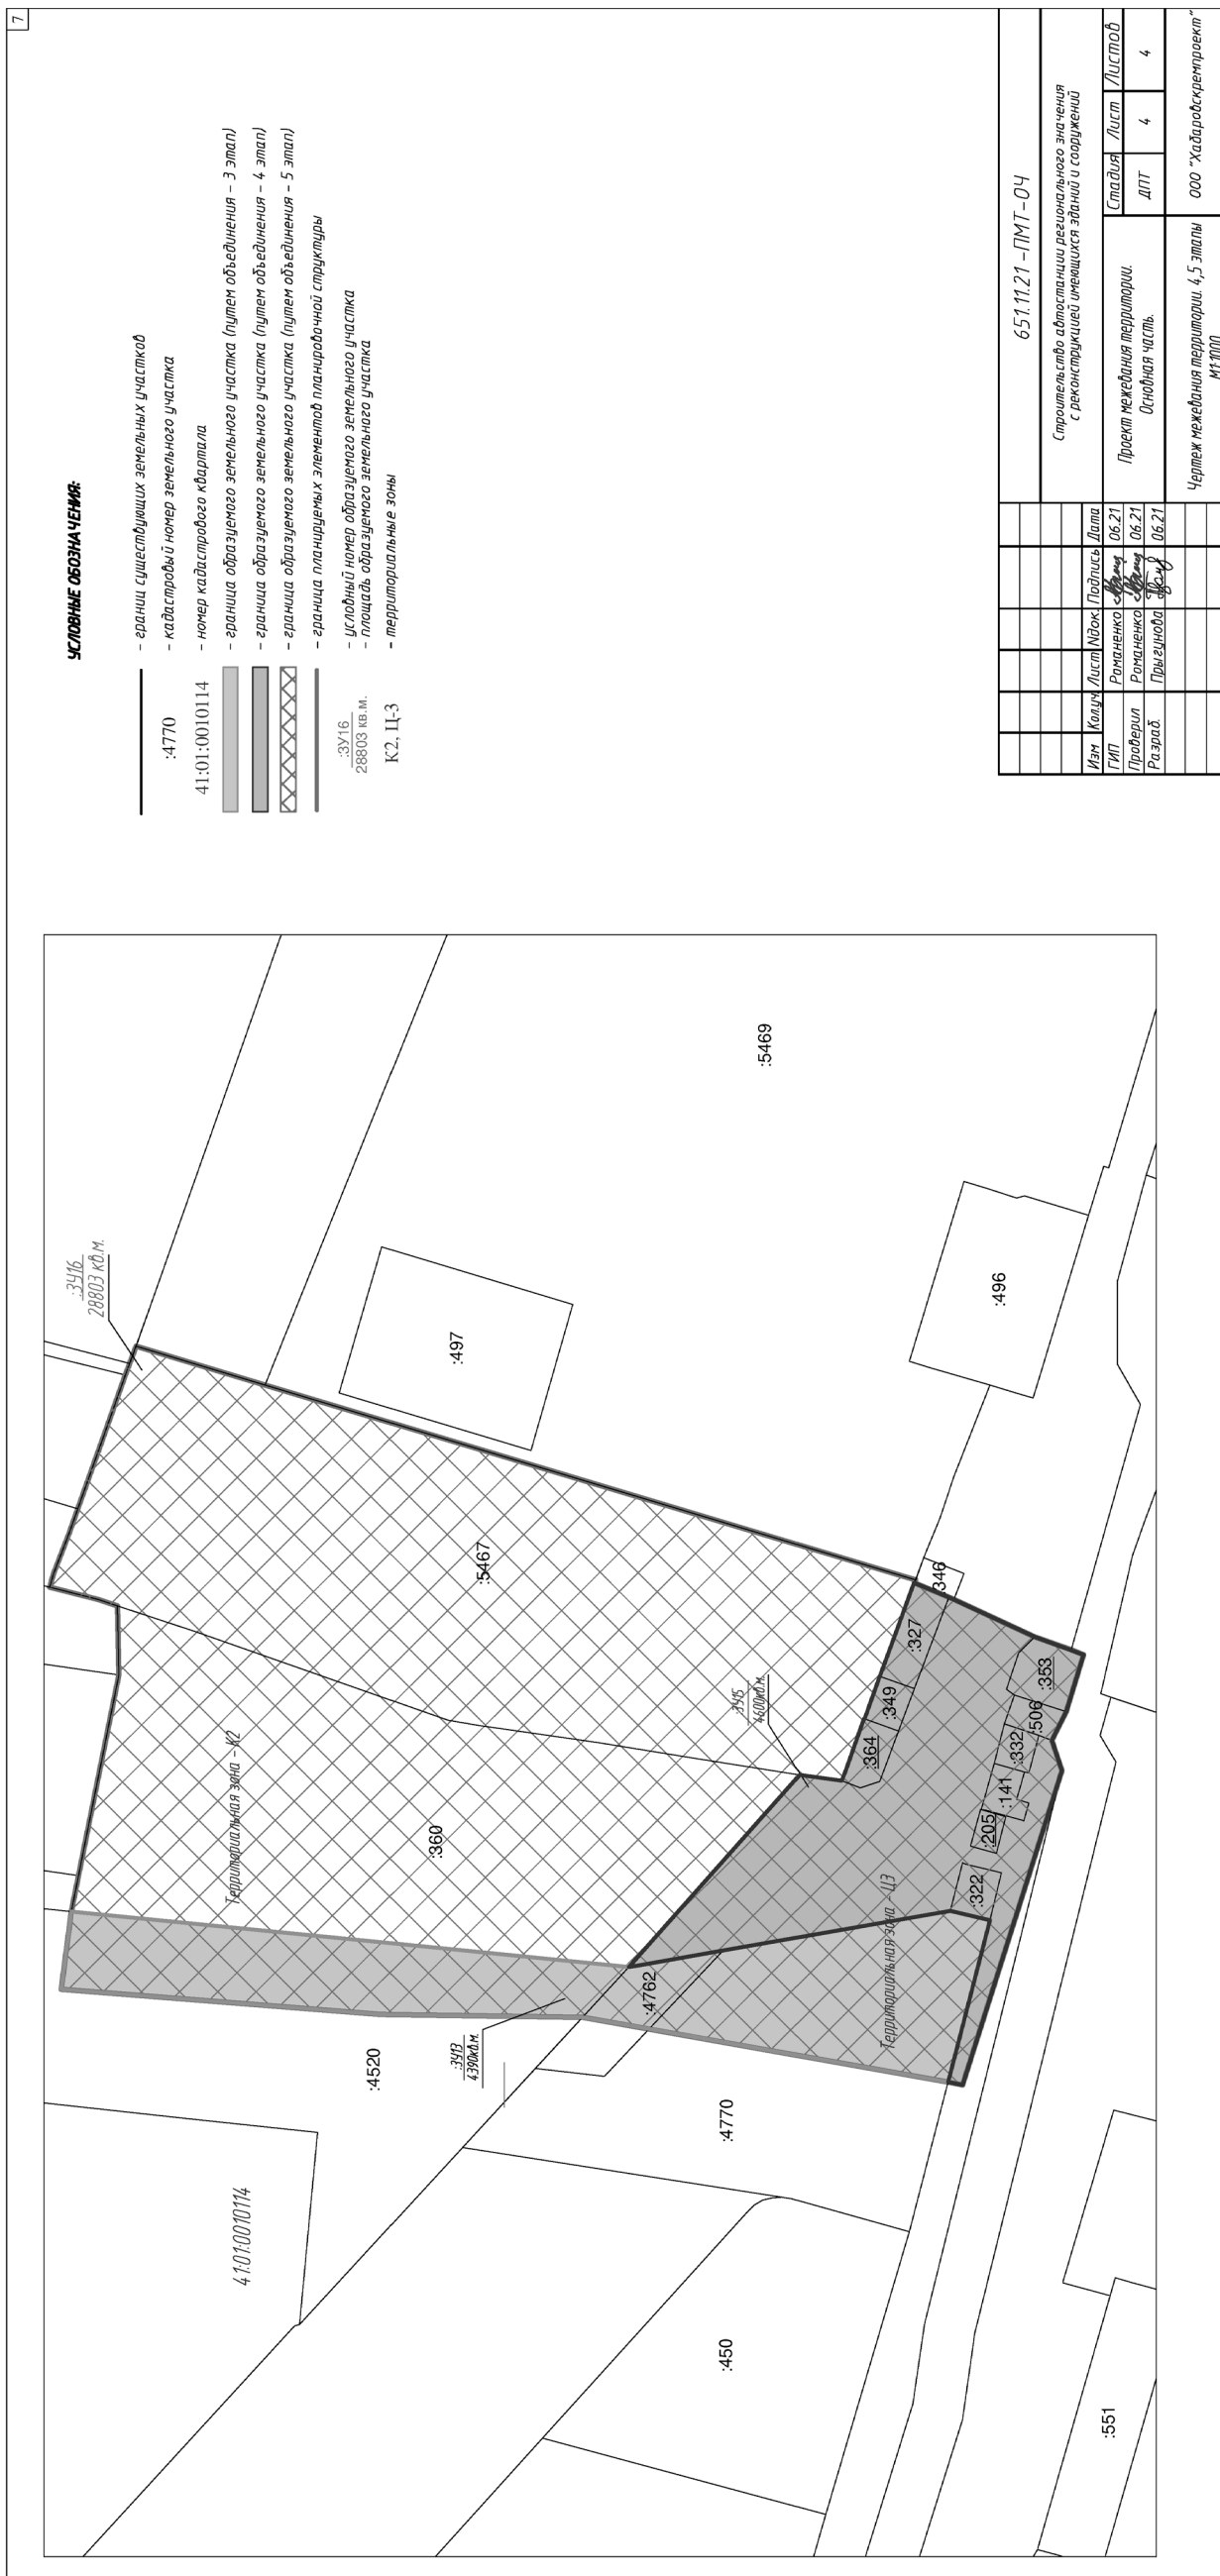 7
УСЛОВНЫЕ ОБОЗНАЧЕНИЯ:
– границ существующих земельных участков
:4770 – кадастровый номер земельного участка
41:01:0010114 – номер кадастрового квартала
– граница образуемого земельного участка (путем объединения – 3 этап)
– граница образуемого земельного участка (путем объединения – 4 этап)
– граница образуемого земельного участка (путем объединения – 5 этап)
– граница планируемых элементов планировочной структуры
:ЗУ16 – условный номер образуемого земельного участка
28803 кв.м. – площадь образуемого земельного участка
К2, Ц-3 – территориальные зоны
:ЗУ16
28803 кв.м.
:5469
:497
:496
:5467
:346
:327
:349
:364
:353
:506
:332
:141
:205
:322
:ЗУ15
4600кв.м.
Территориальная зона – К2
:360
Территориальная зона – ЦЗ
:4762
:ЗУ13
4390кв.м.
:4520
:4770
41:01:0010114
:450
:551
651.11.21 –ПМТ–ОЧ
Строительство автостанции регионального значения
с реконструкцией имеющихся зданий и сооружений
Изм Кол.уч Лист №док. Подпись Дата
ГИП Романенко 06.21
Проверил Романенко 06.21
Разраб. Прыгунова 06.21
Проект межевания территории.
Основная часть.
Стадия Лист Листов
ДПТ 4 4
Чертеж межевания территории. 4,5 этапы
М1:1000
ООО "Хабаровскремпроект"